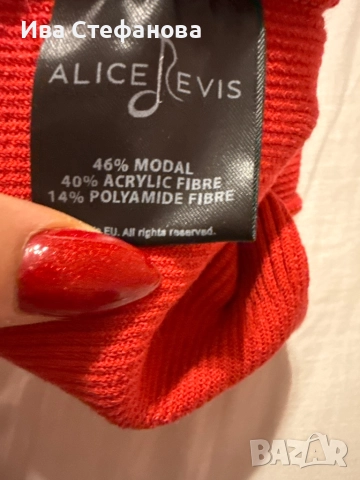 Ива Стефанова
ALICE REVIS
46% MODAL
40% ACRYLIC FIBRE
14% POLYAMIDE FIBRE
EU. All rights reserved.
BAZAR